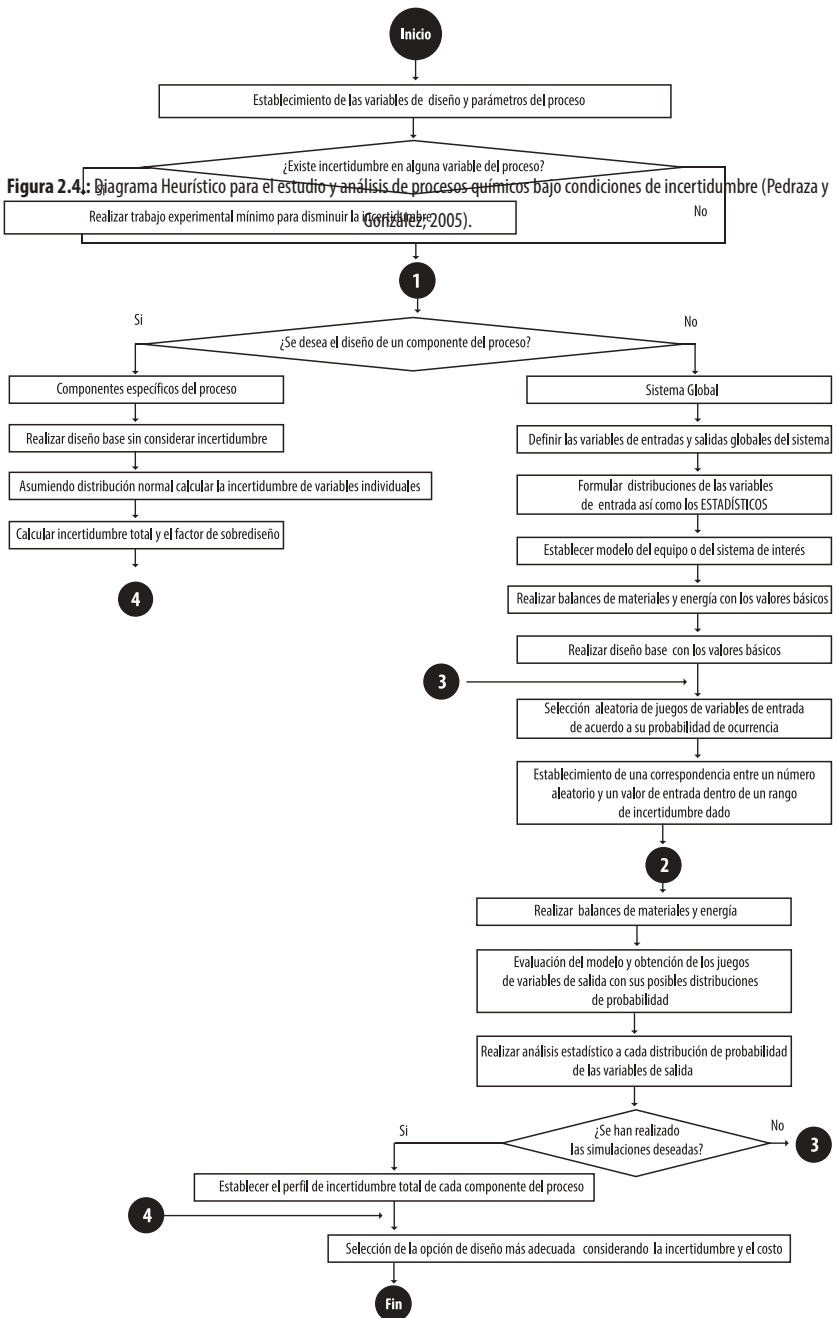 Inicio
Establecimiento de las variables de diseño y parámetros del proceso
¿Existe incertidumbre en alguna variable del proceso?
Si
Figura 2.4.: Diagrama Heurístico para el estudio y análisis de procesos químicos bajo condiciones de incertidumbre (Pedraza y
González, 2005).
Realizar trabajo experimental mínimo para disminuir la incertidumbre
No
1
Si
No
¿Se desea el diseño de un componente del proceso?
Componentes específicos del proceso
Realizar diseño base sin considerar incertidumbre
Asumiendo distribución normal calcular la incertidumbre de variables individuales
Calcular incertidumbre total y el factor de sobrediseño
4
Sistema Global
Definir las variables de entradas y salidas globales del sistema
Formular distribuciones de las variables
de entrada así como los ESTADÍSTICOS
Establecer modelo del equipo o del sistema de interés
Realizar balances de materiales y energía con los valores básicos
Realizar diseño base con los valores básicos
3
Selección aleatoria de juegos de variables de entrada
de acuerdo a su probabilidad de ocurrencia
Establecimiento de una correspondencia entre un número
aleatorio y un valor de entrada dentro de un rango
de incertidumbre dado
2
Realizar balances de materiales y energía
Evaluación del modelo y obtención de los juegos
de variables de salida con sus posibles distribuciones
de probabilidad
Realizar análisis estadístico a cada distribución de probabilidad
de las variables de salida
¿Se han realizado
las simulaciones deseadas?
Si
No
3
Establecer el perfil de incertidumbre total de cada componente del proceso
4
Selección de la opción de diseño más adecuada considerando la incertidumbre y el costo
Fin